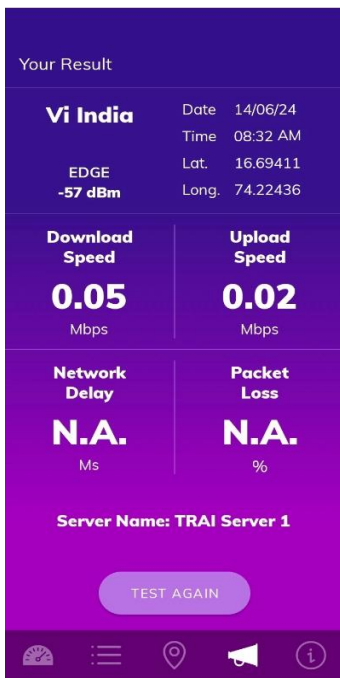 Your Result
Vi India
EDGE
-57 dBm
Date 14/06/24
Time 08:32 AM
Lat. 16.69411
Long. 74.22436
Download
Speed
0.05
Mbps
Upload
Speed
0.02
Mbps
Network
Delay
N.A.
Ms
Packet
Loss
N.A.
%
Server Name: TRAI Server 1
TEST AGAIN